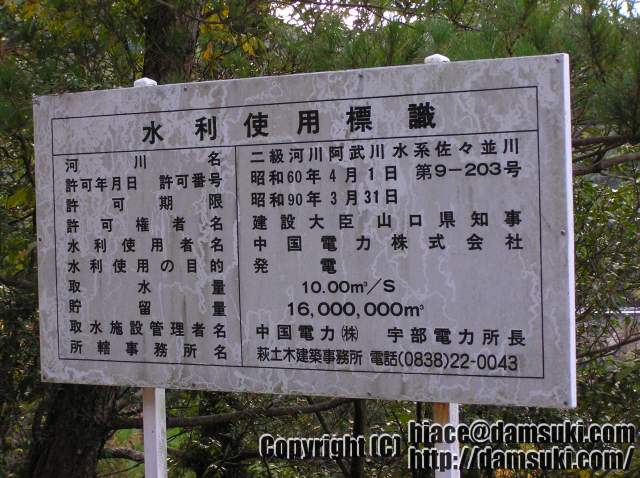 水利使用標識
河川名 二級河川阿武川水系佐々並川
許可年月日 許可番号 昭和60年4月1日 第9-203号
許可期限 昭和90年3月31日
許可権者名 建設大臣山口県知事
水利使用者名 中国電力株式会社
水利使用の目的 発電
取水量 10.00m³/S
貯留量 16,000,000m³
取水施設管理者名 中国電力㈱ 宇部電力所長
所轄事務所名 萩土木建築事務所 電話(0838)22-0043
Copyright (C) hiace@damsuki.com
http://damsuki.com/